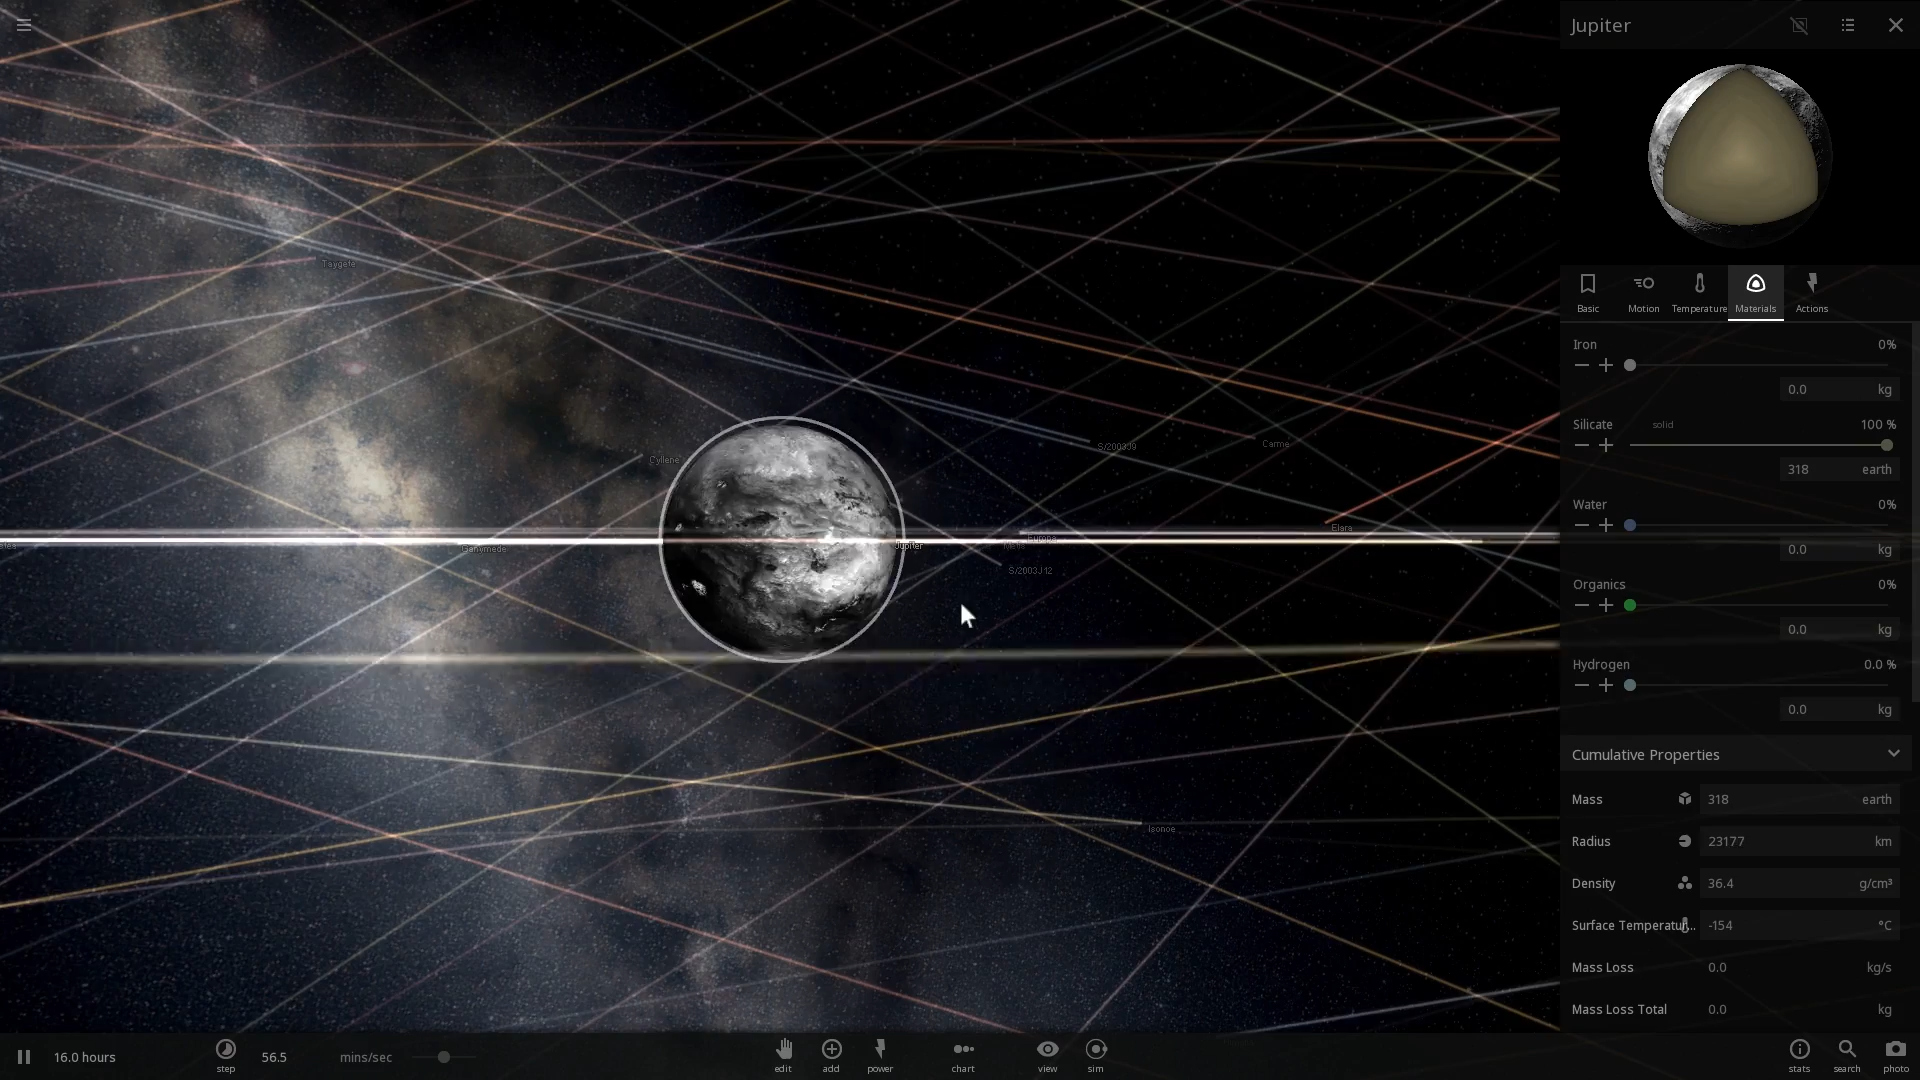 Jupiter
Basic
Motion
Temperature
Materials
Actions
Iron 0%
0.0 kg
Silicate solid 100 %
318 earth
Water 0%
0.0 kg
Organics 0%
0.0 kg
Hydrogen 0.0 %
0.0 kg
Cumulative Properties
Mass 318 earth
Radius 23177 km
Density 36.4 g/cm³
Surface Temperatur... -154 °C
Mass Loss 0.0 kg/s
Mass Loss Total 0.0 kg
Taygete
S/2003J9
Carme
Cyllene
Elara
Europa
Ganymede
Jupiter
Metis
S/2003J12
Isonoe
16.0 hours
step
56.5 mins/sec
edit
add
power
chart
view
sim
stats
search
photo